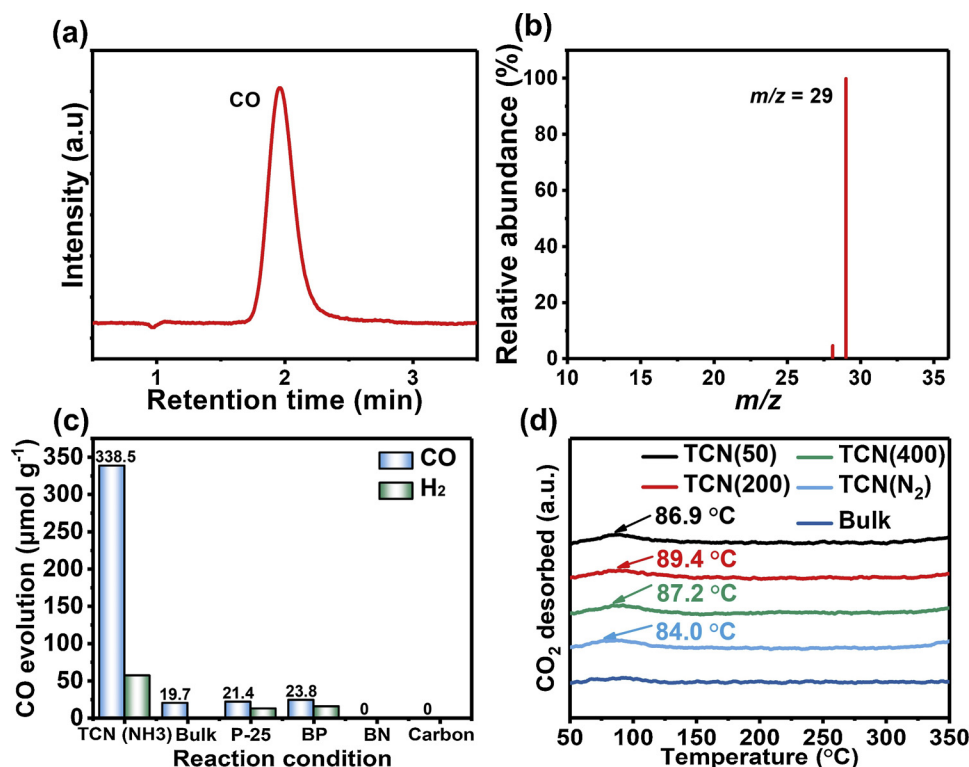 (a)
CO
Intensity (a.u)
1 2 3
Retention time (min)
(b)
m/z = 29
Relative abundance (%)
100
80
60
40
20
0
10 15 20 25 30 35
m/z
(c)
CO evolution (μmol g⁻¹)
350
300
250
200
150
100
50
0
338.5
19.7
21.4
23.8
0
0
CO
H₂
TCN (NH3) Bulk P-25 BP BN Carbon
Reaction condition
(d)
CO₂ desorbed (a.u.)
TCN(50) TCN(400)
TCN(200) TCN(N₂)
86.9 °C Bulk
89.4 °C
87.2 °C
84.0 °C
50 100 150 200 250 300 350
Temperature (°C)